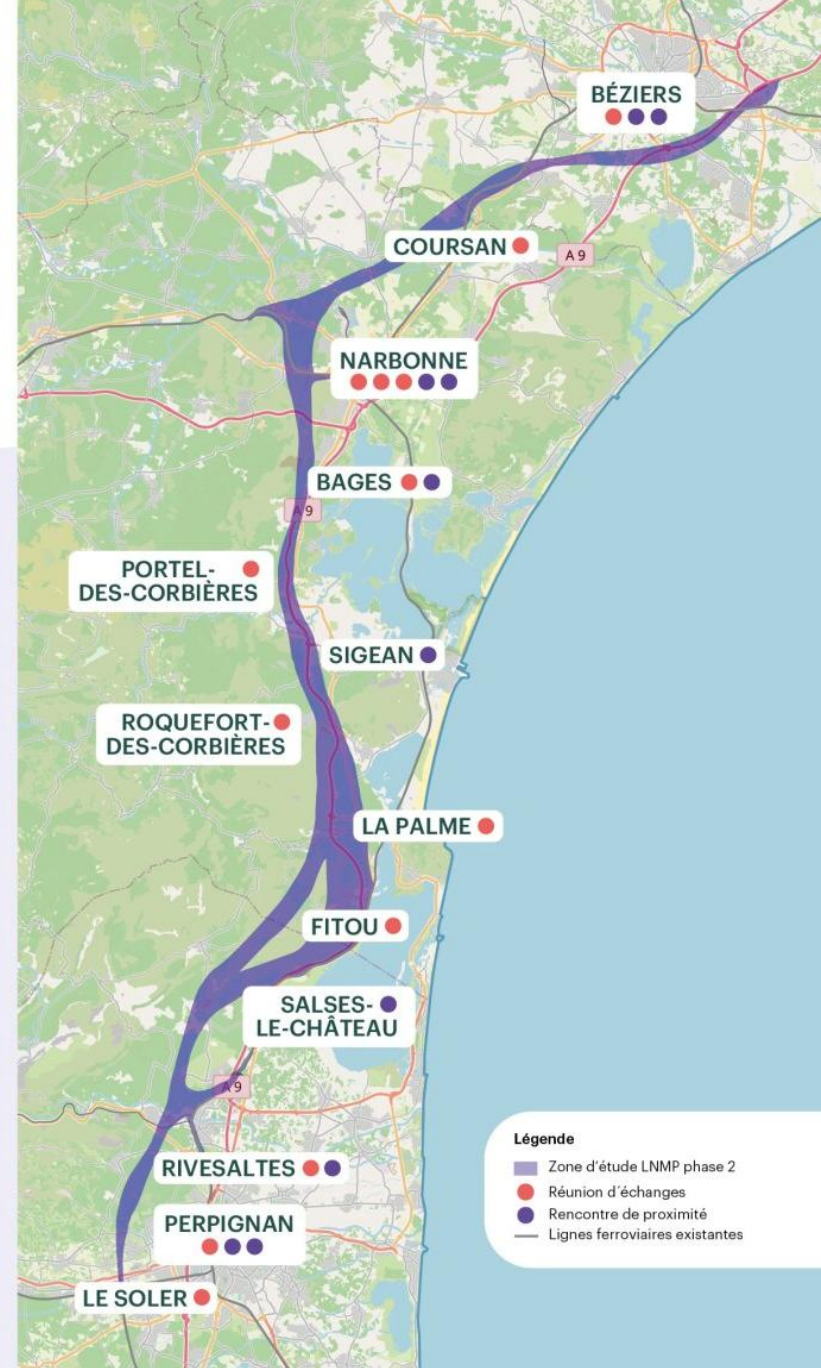 BÉZIERS
COURSAN
A 9
NARBONNE
BAGES
A 9
PORTEL-
DES-CORBIÈRES
SIGEAN
ROQUEFORT-
DES-CORBIÈRES
LA PALME
FITOU
SALSES-
LE-CHÂTEAU
A 9
RIVESALTES
PERPIGNAN
LE SOLER
Légende
Zone d'étude LNMP phase 2
Réunion d'échanges
Rencontre de proximité
Lignes ferroviaires existantes